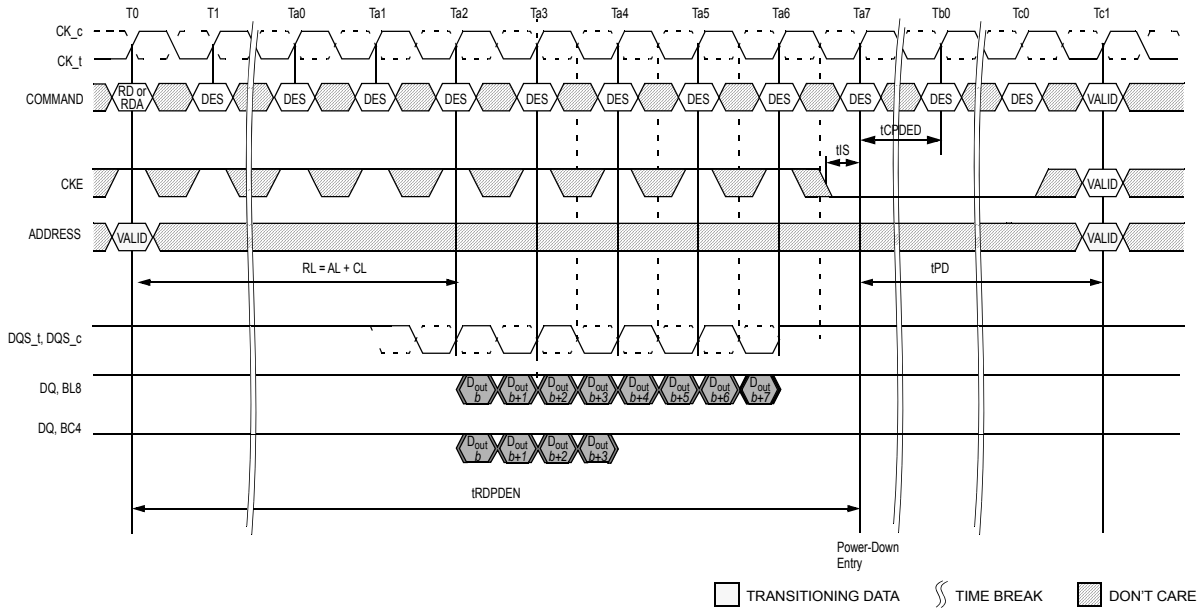 T0 T1 Ta0 Ta1 Ta2 Ta3 Ta4 Ta5 Ta6 Ta7 Tb0 Tc0 Tc1
CK_c
CK_t
COMMAND RD or RDA DES DES DES DES DES DES DES DES DES DES DES VALID
tCPDED
tIS
CKE VALID
ADDRESS VALID VALID
RL = AL + CL tPD
DQS_t, DQS_c
DQ, BL8 Dout b Dout b+1 Dout b+2 Dout b+3 Dout b+4 Dout b+5 Dout b+6 Dout b+7
DQ, BC4 Dout b Dout b+1 Dout b+2 Dout b+3
tRDPDEN
Power-Down
Entry
TRANSITIONING DATA TIME BREAK DON'T CARE